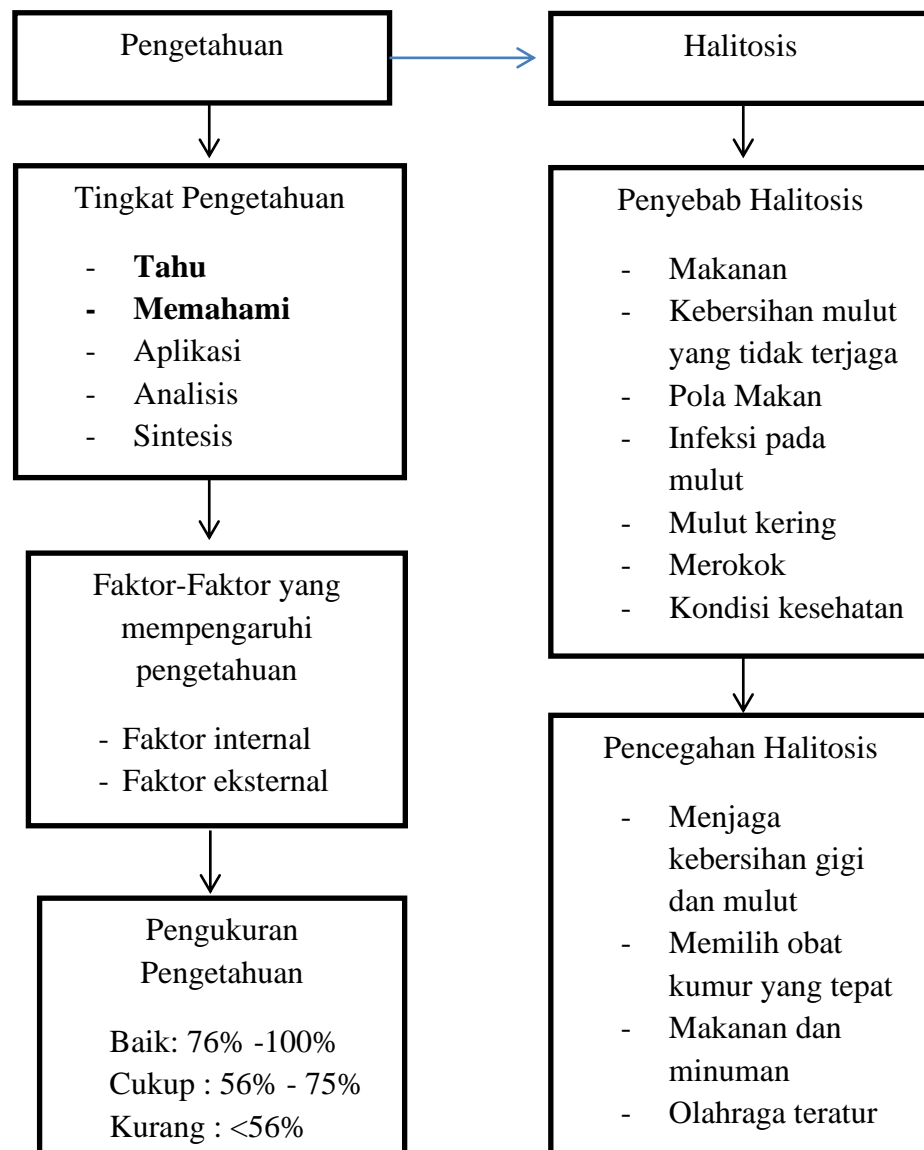 Pengetahuan
Tingkat Pengetahuan
- Tahu
- Memahami
- Aplikasi
- Analisis
- Sintesis
Faktor-Faktor yang
mempengaruhi
pengetahuan
- Faktor internal
- Faktor eksternal
Pengukuran
Pengetahuan
Baik: 76% -100%
Cukup : 56% - 75%
Kurang : <56%
Halitosis
Penyebab Halitosis
- Makanan
- Kebersihan mulut
yang tidak terjaga
- Pola Makan
- Infeksi pada
mulut
- Mulut kering
- Merokok
- Kondisi kesehatan
Pencegahan Halitosis
- Menjaga
kebersihan gigi
dan mulut
- Memilih obat
kumur yang tepat
- Makanan dan
minuman
- Olahraga teratur